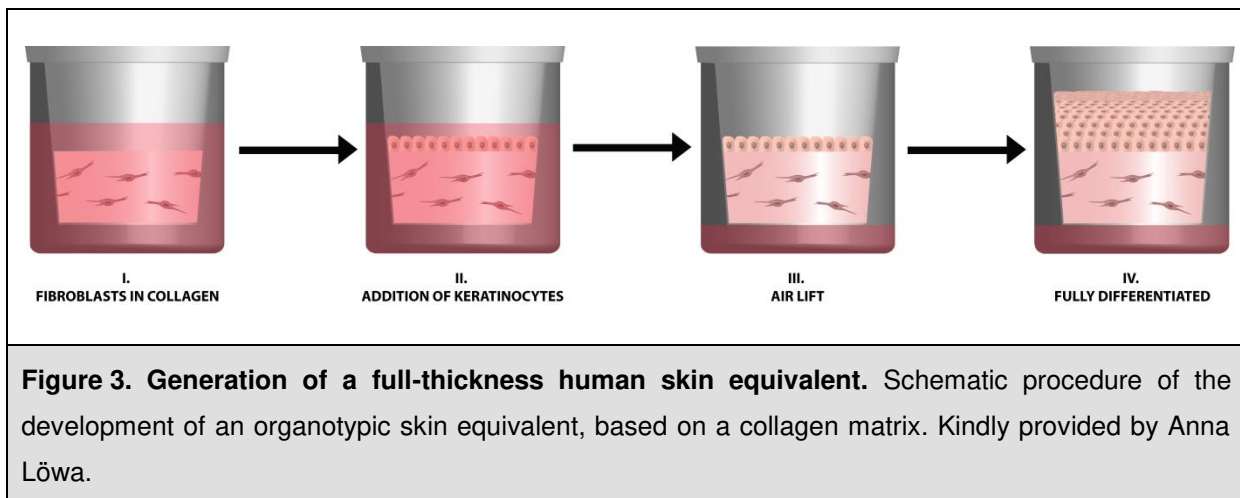 I.
FIBROBLASTS IN COLLAGEN
II.
ADDITION OF KERATINOCYTES
III.
AIR LIFT
IV.
FULLY DIFFERENTIATED
Figure 3. Generation of a full-thickness human skin equivalent. Schematic procedure of the
development of an organotypic skin equivalent, based on a collagen matrix. Kindly provided by Anna
Löwa.